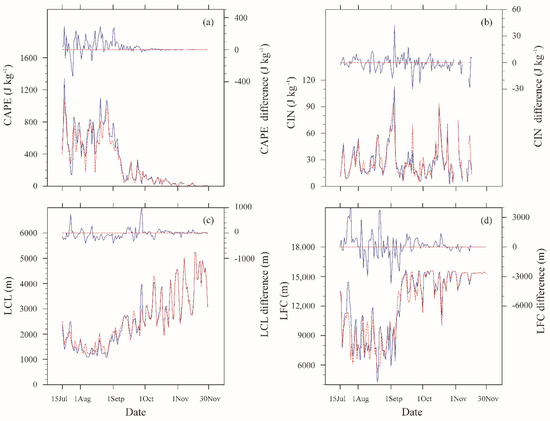 (a)
400
0
-400
1600
1200
800
400
0
CAPE (J kg-1)
CAPE difference (J kg-1)
(b)
60
30
0
-30
120
90
60
30
0
CIN (J kg-1)
CIN difference (J kg-1)
(c)
1000
0
-1000
6000
5000
4000
3000
2000
1000
0
LCL (m)
LCL difference (m)
15Jul 1Aug 1Setp 1Oct 1Nov 30Nov
Date
(d)
3000
0
-3000
-6000
18,000
15,000
12,000
9000
6000
LFC (m)
LFC difference (m)
15Jul 1Aug 1Setp 1Oct 1Nov 30Nov
Date